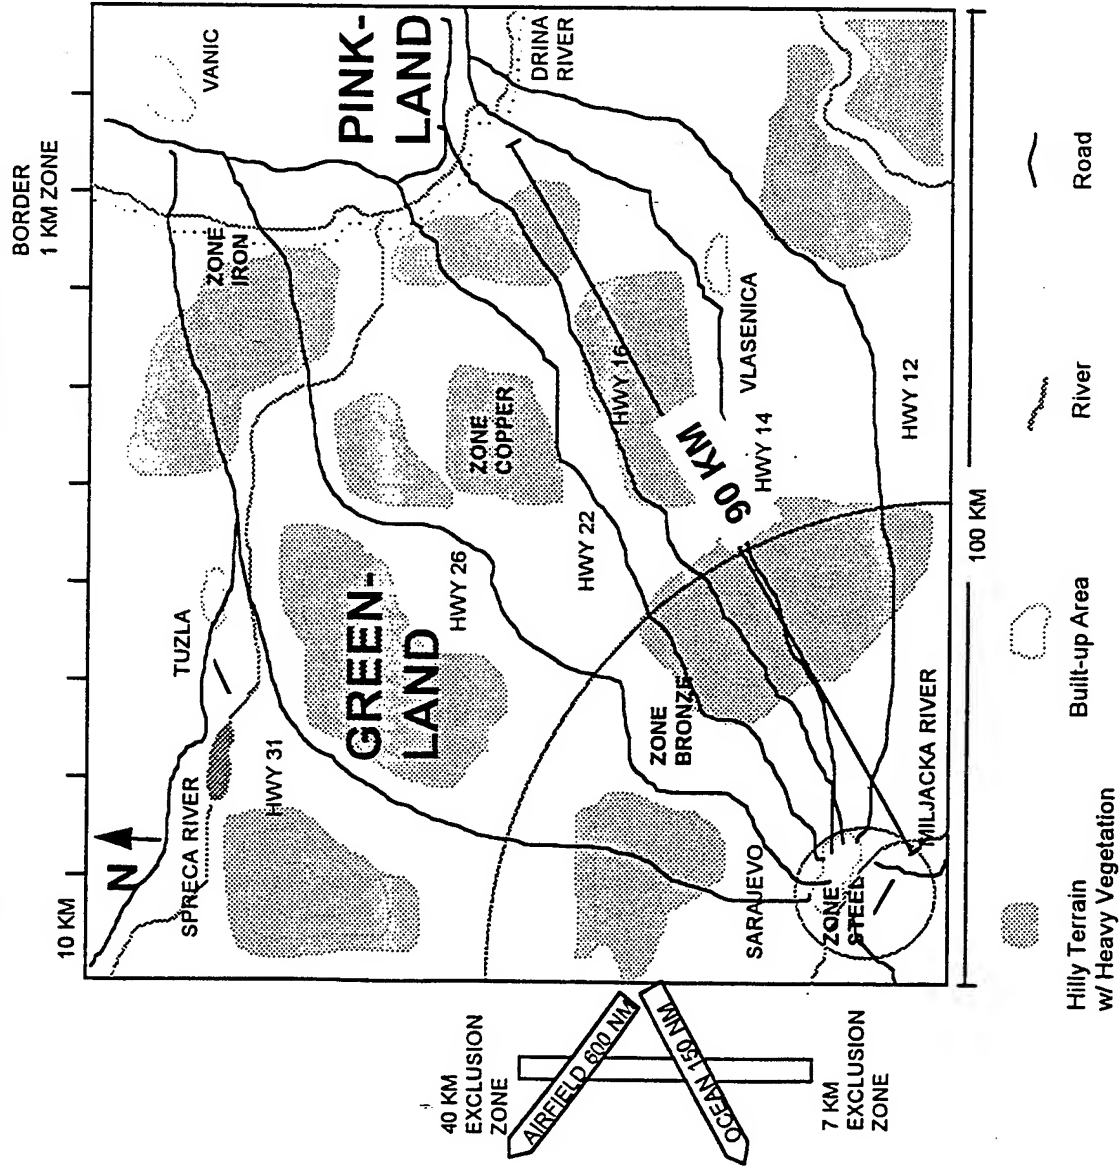 BORDER
1 KM ZONE
10 KM
N
VANIC
PINK-
LAND
DRINA
RIVER
ZONE
IRON
TUZLA
SPRECA RIVER
HWY 31
GREEN-
LAND
HWY 26
ZONE
COPPER
HWY 22
HWY 16
90 KM
VLASENICA
HWY 14
HWY 12
ZONE
BRONZE
SARAJEVO
ZONE
STEEL
MILJACKA RIVER
100 KM
40 KM
EXCLUSION
ZONE
AIRFIELD 600 NM
OCEAN 150 NM
7 KM
EXCLUSION
ZONE
Hilly Terrain
w/ Heavy Vegetation
Built-up Area
River
Road